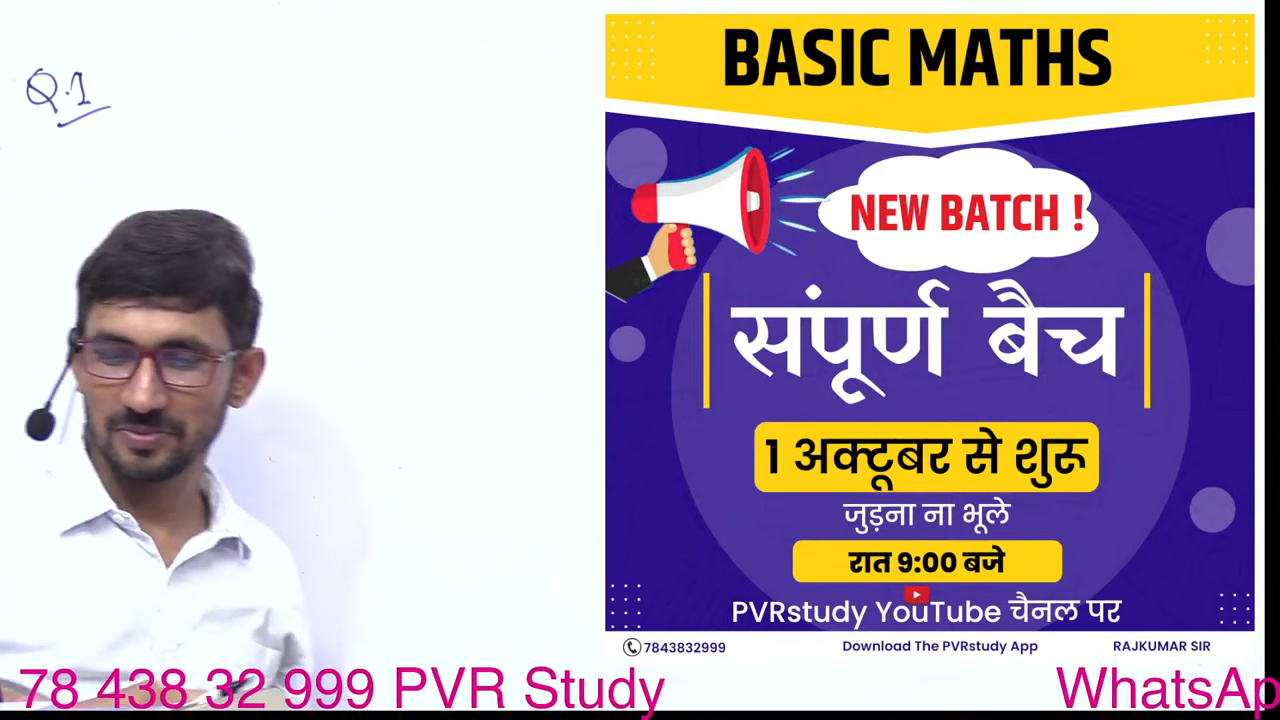 Q.1
BASIC MATHS
NEW BATCH !
संपूर्ण बैच
1 अक्टूबर से शुरू
जुड़ना ना भूले
रात 9:00 बजे
PVRstudy YouTube चैनल पर
7843832999 Download The PVRstudy App RAJKUMAR SIR
78 438 32 999 PVR Study WhatsAp